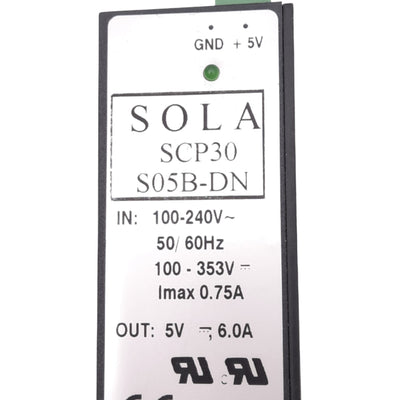 GND + 5V
SOLA
SCP30
S05B-DN
IN: 100-240V~
50/ 60Hz
100 - 353V ⎓
Imax 0.75A
OUT: 5V ⎓, 6.0A